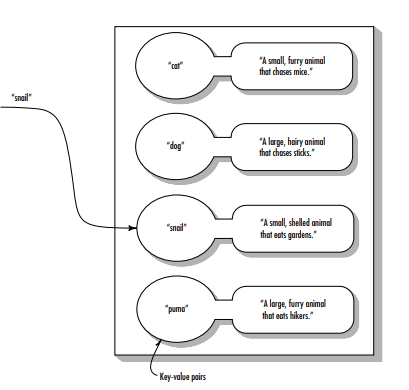 "cat"
"A small, furry animal
that chases mice."
"snail"
"dog"
"A large, hairy animal
that chases sticks."
"snail"
"A small, shelled animal
that eats gardens."
"puma"
"A large, furry animal
that eats hikers."
Key-value pairs